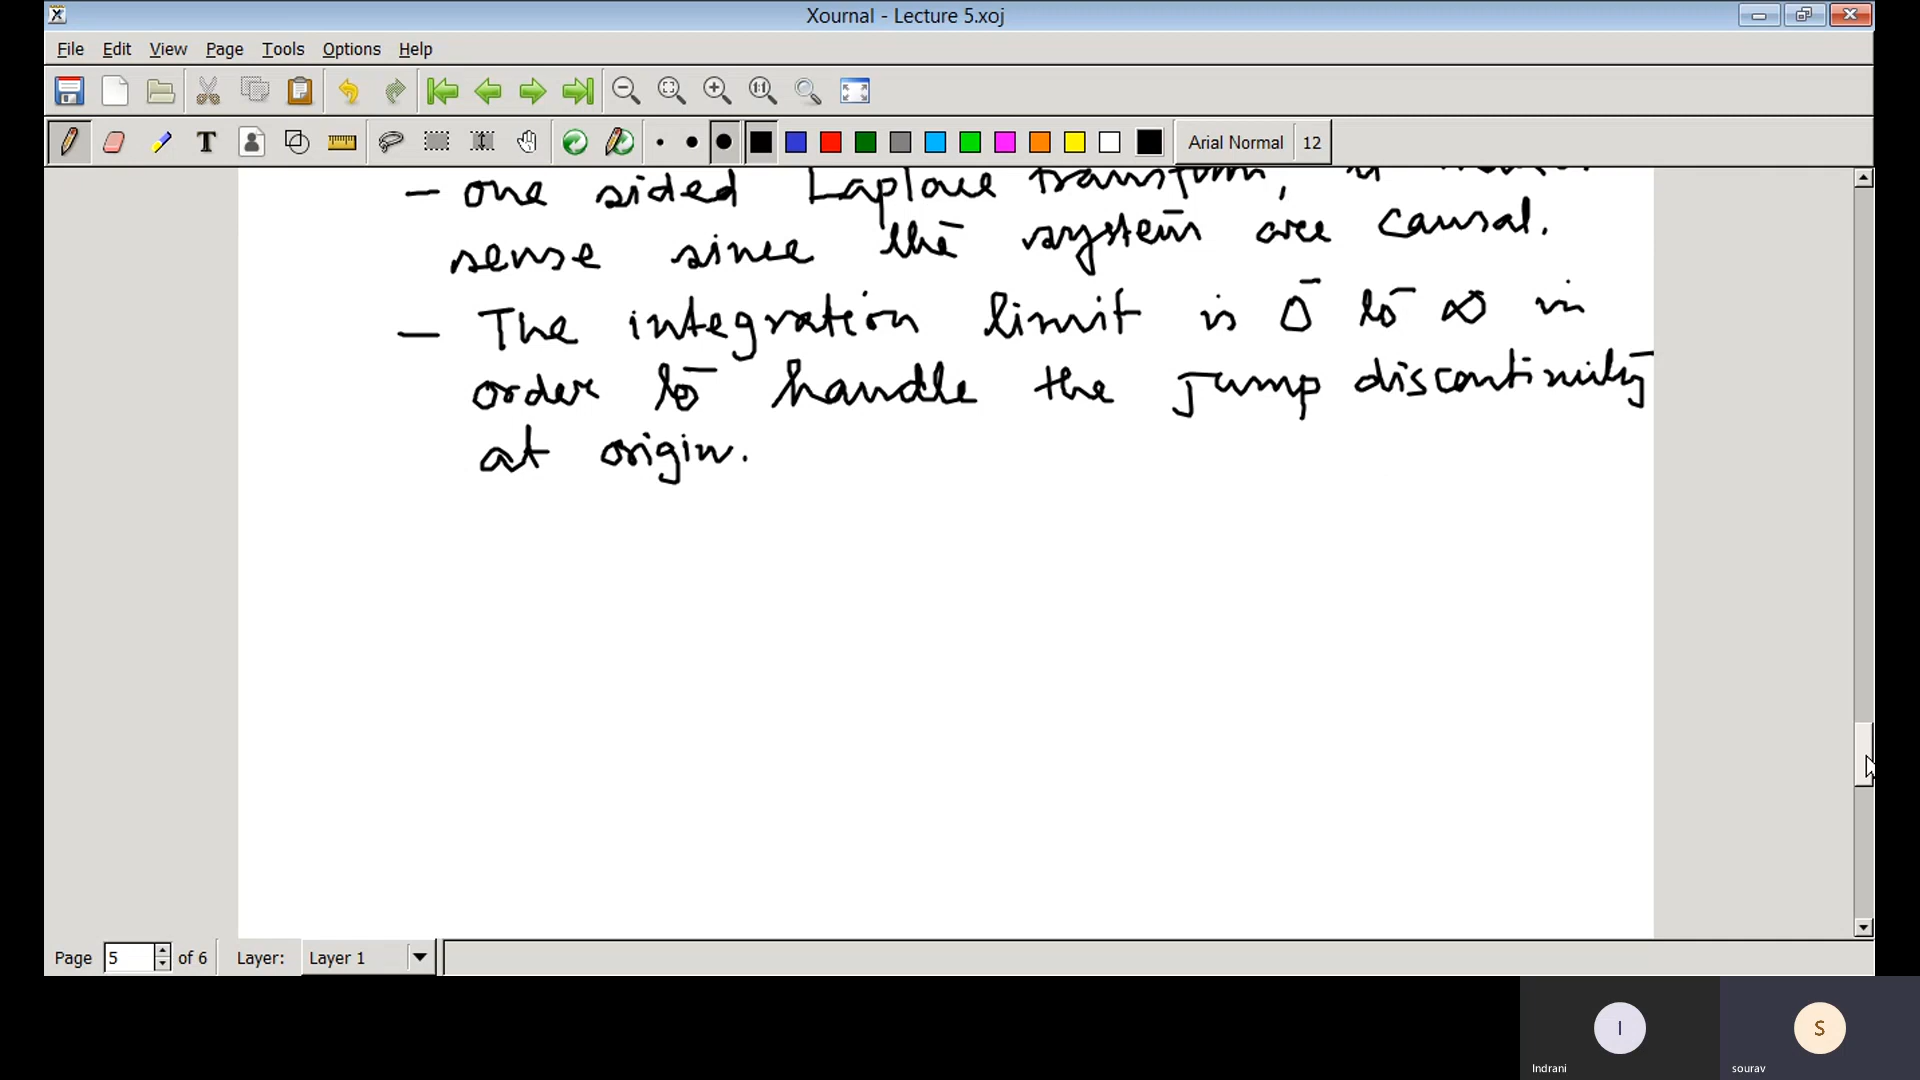 Xournal - Lecture 5.xoj
File Edit View Page Tools Options Help
Arial Normal 12
- one sided Laplace transform, it
sense since the system are causal.
- The integration limit is 0⁻ to ∞ in
order to handle the jump discontinuity
at origin.
Page 5 of 6 Layer: Layer 1
I S
Indrani sourav